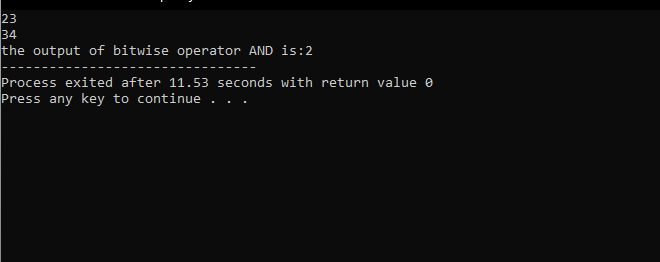 23
34
the output of bitwise operator AND is:2
--------------------------------
Process exited after 11.53 seconds with return value 0
Press any key to continue . . .